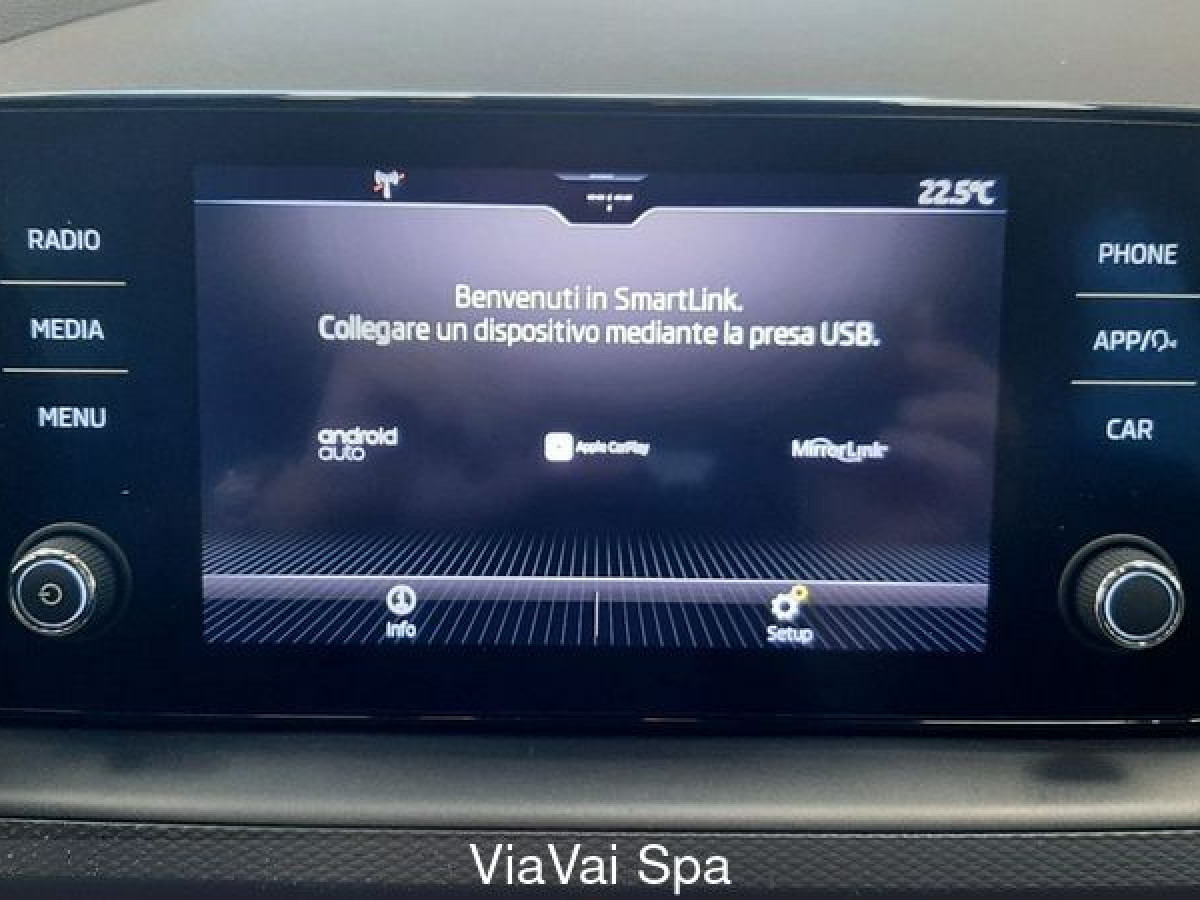 22.5°C
RADIO
MEDIA
MENU
Benvenuti in SmartLink.
Collegare un dispositivo mediante la presa USB.
android
auto
Apple CarPlay
MirrorLink
Info
Setup
PHONE
APP/
CAR
ViaVai Spa